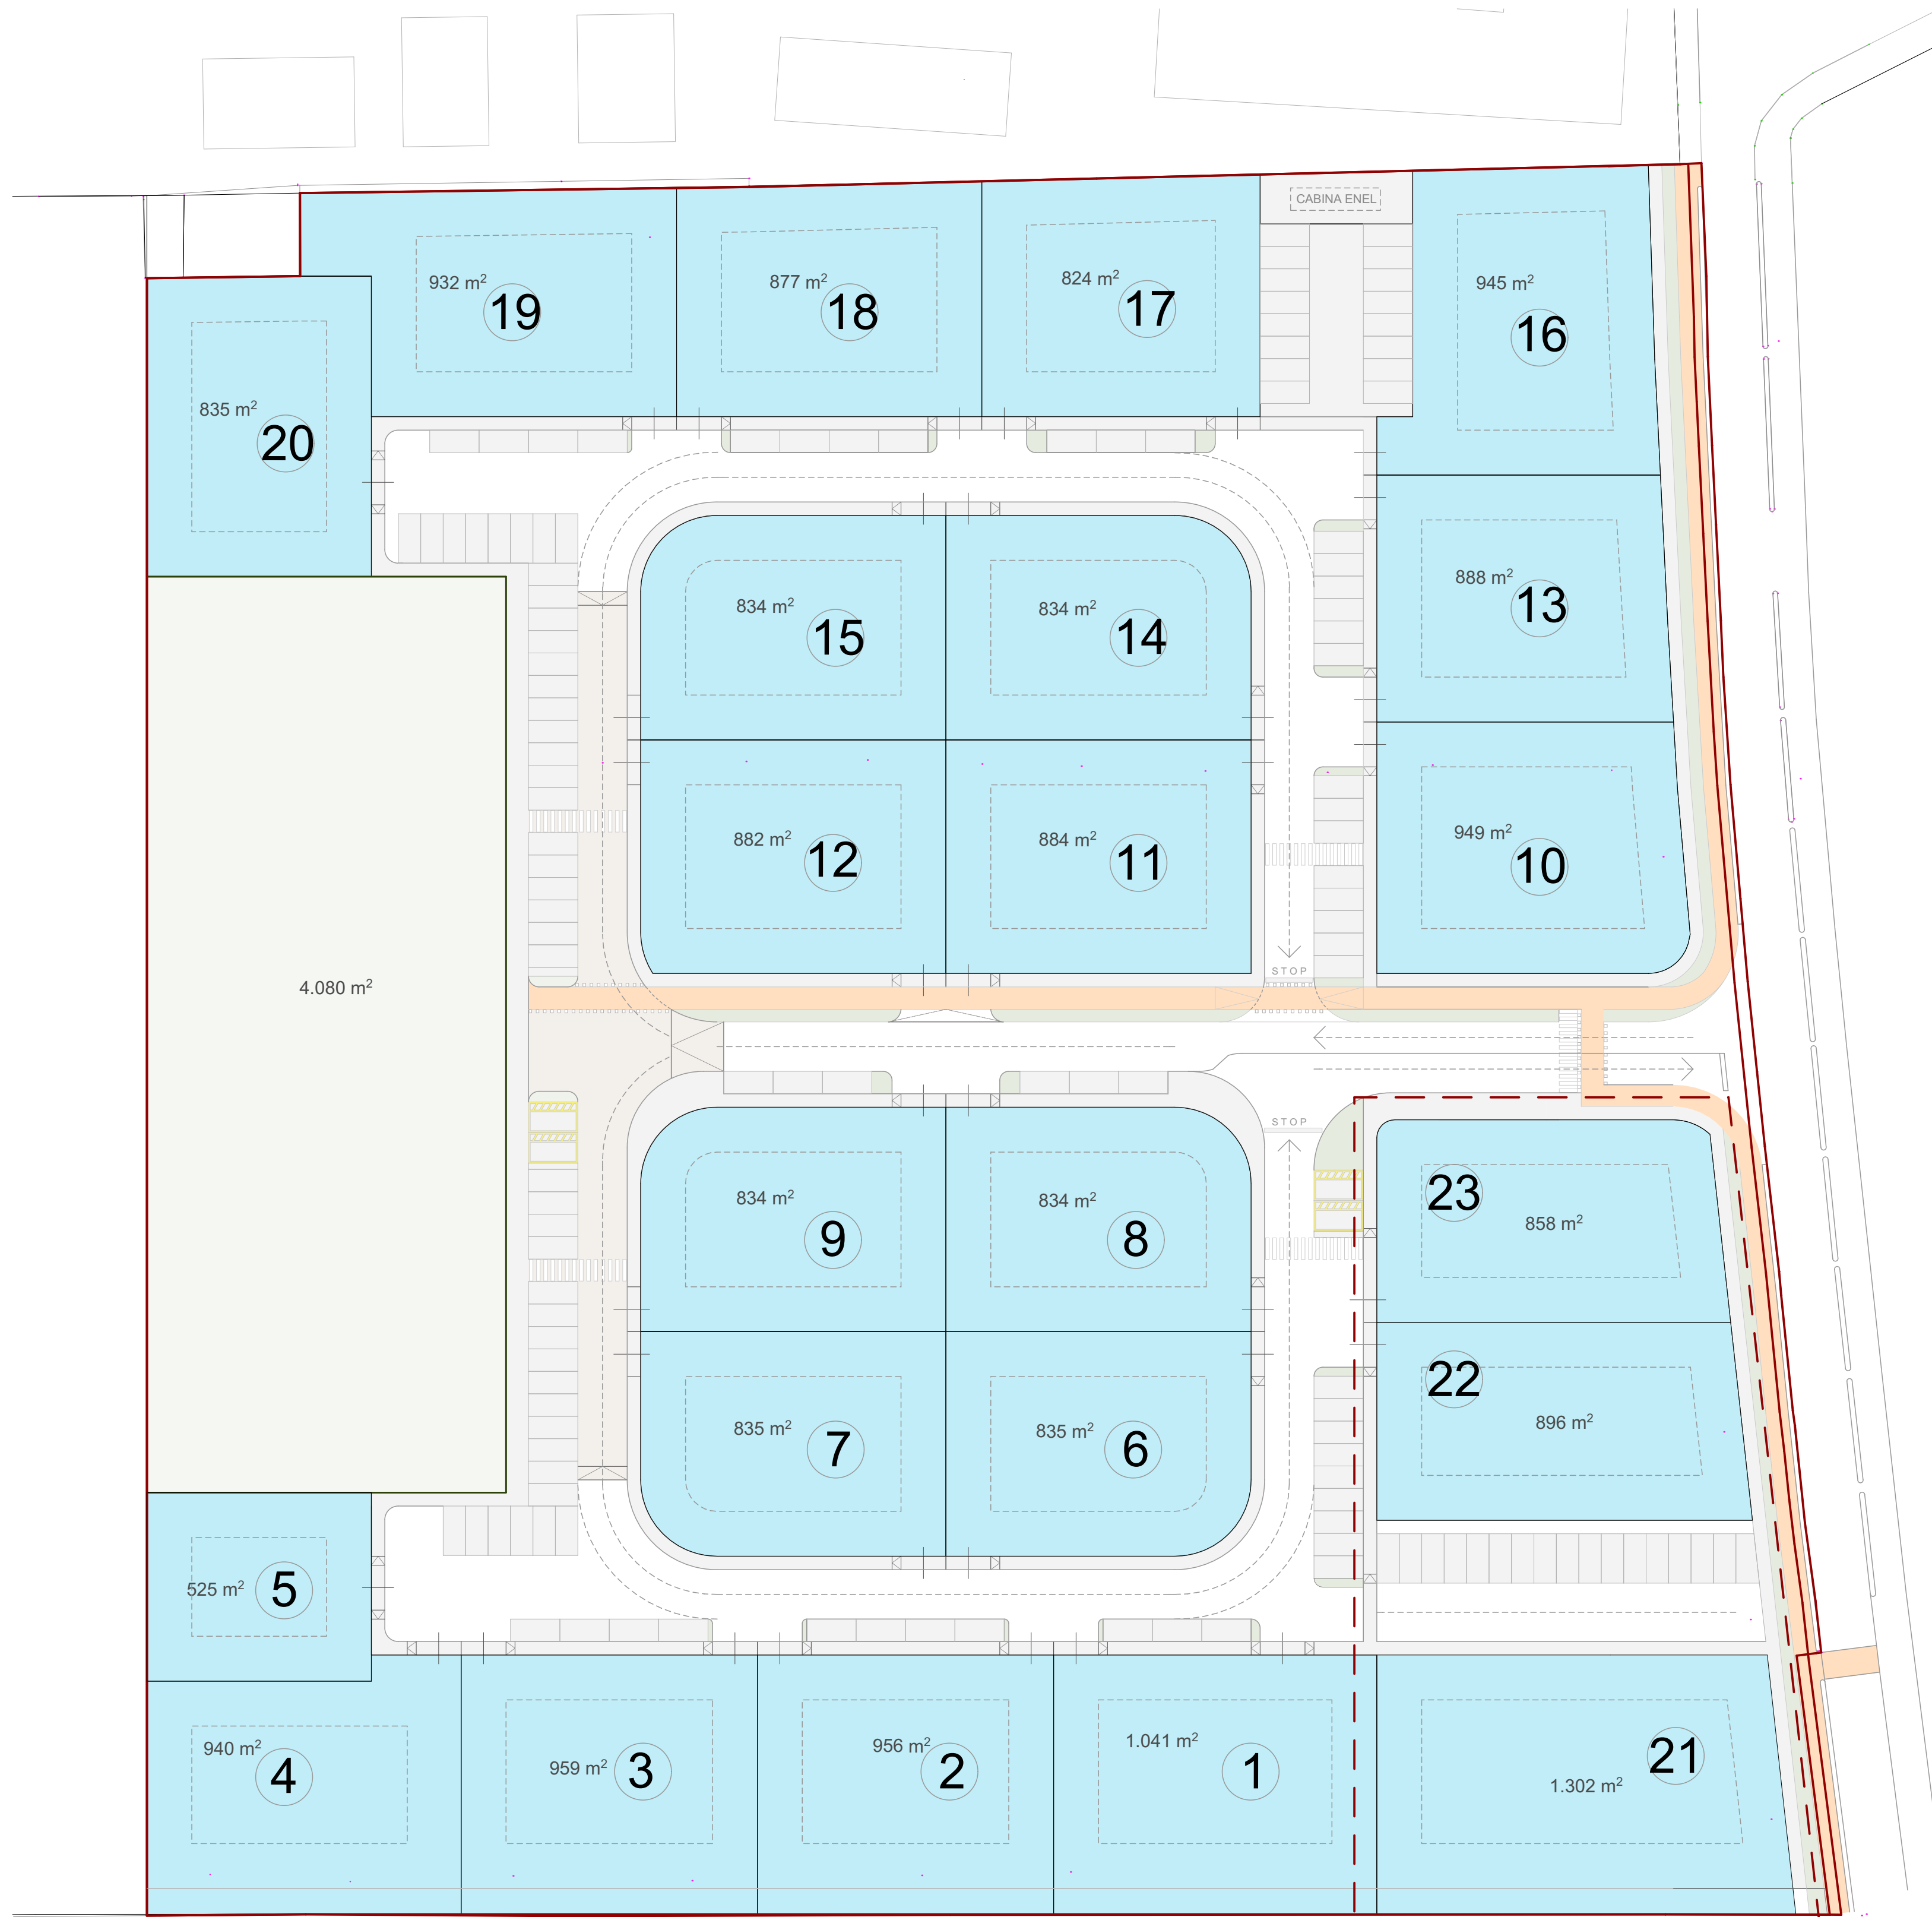 CABINA ENEL
932 m²
19
877 m²
18
824 m²
17
945 m²
16
835 m²
20
834 m²
15
834 m²
14
888 m²
13
882 m²
12
884 m²
11
949 m²
10
4.080 m²
STOP
STOP
834 m²
9
834 m²
8
23
858 m²
835 m²
7
835 m²
6
22
896 m²
525 m²
5
940 m²
4
959 m²
3
956 m²
2
1.041 m²
1
21
1.302 m²